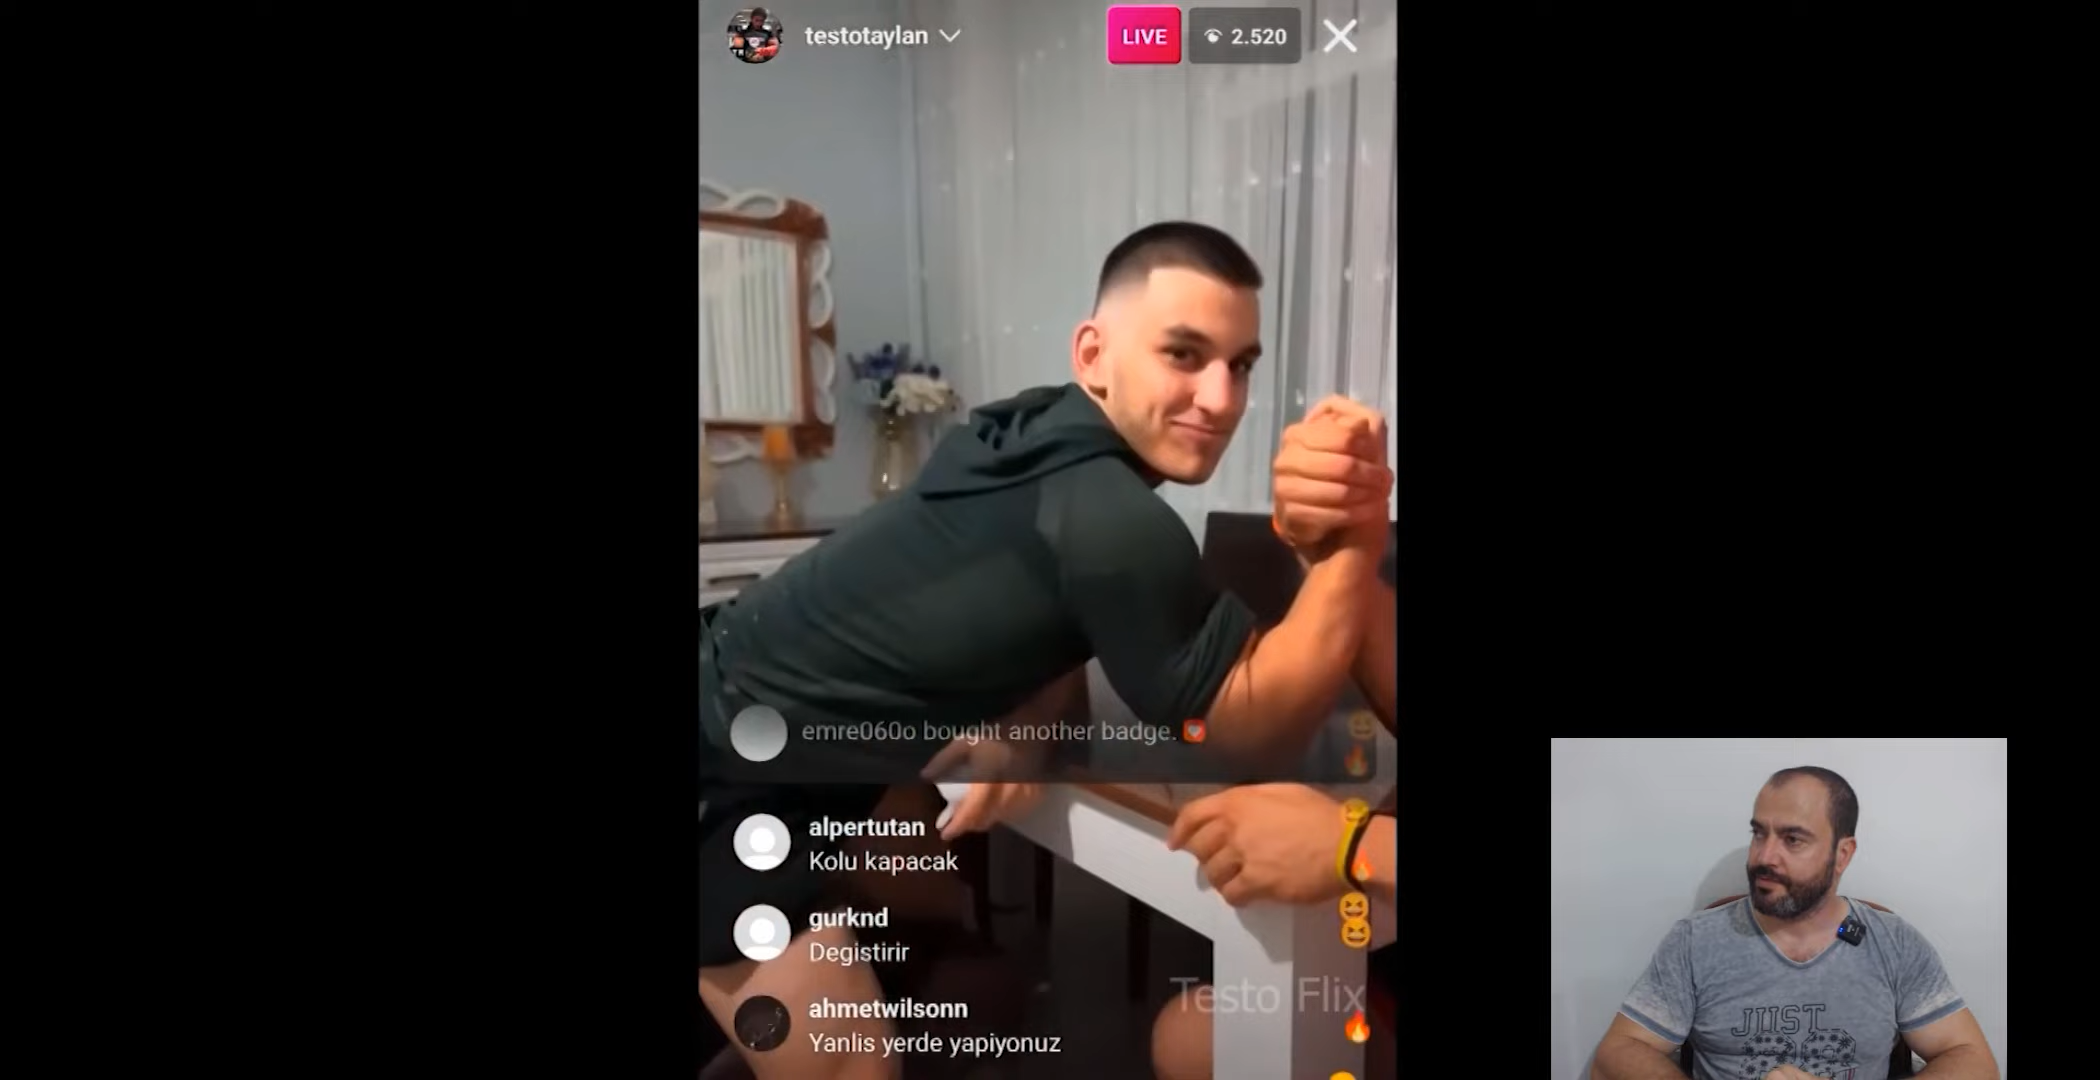 testotaylan
LIVE
2.520
emre060o bought another badge.
alpertutan
Kolu kapacak
gurknd
Degistirir
ahmetwilsonn
Yanlis yerde yapiyonuz
Testo Flix
JUST